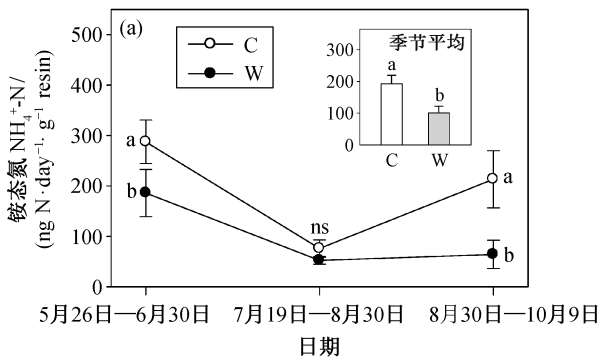 (a)
C
W
季节平均
300
200
100
0
a
b
C
W
500
400
300
200
100
0
铵态氮 NH₄⁺-N/
(ng N·day⁻¹· g⁻¹ resin)
a
b
ns
a
b
5月26日—6月30日
7月19日—8月30日
8月30日—10月9日
日期